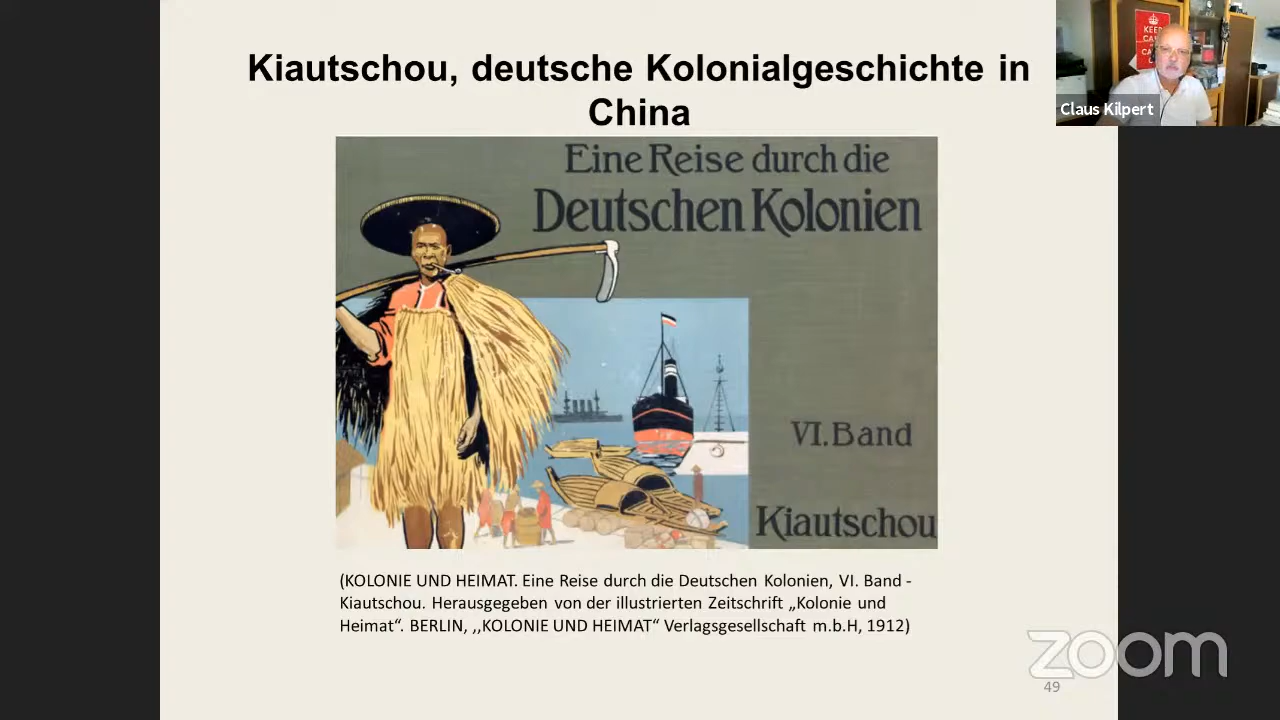 Kiautschou, deutsche Kolonialgeschichte in
China
Eine Reise durch die
Deutschen Kolonien
VI. Band
Kiautschou
(KOLONIE UND HEIMAT. Eine Reise durch die Deutschen Kolonien, VI. Band -
Kiautschou. Herausgegeben von der illustrierten Zeitschrift „Kolonie und
Heimat“. BERLIN, ,,KOLONIE UND HEIMAT“ Verlagsgesellschaft m.b.H, 1912)
49
zoom
KEEP
Claus Kilpert